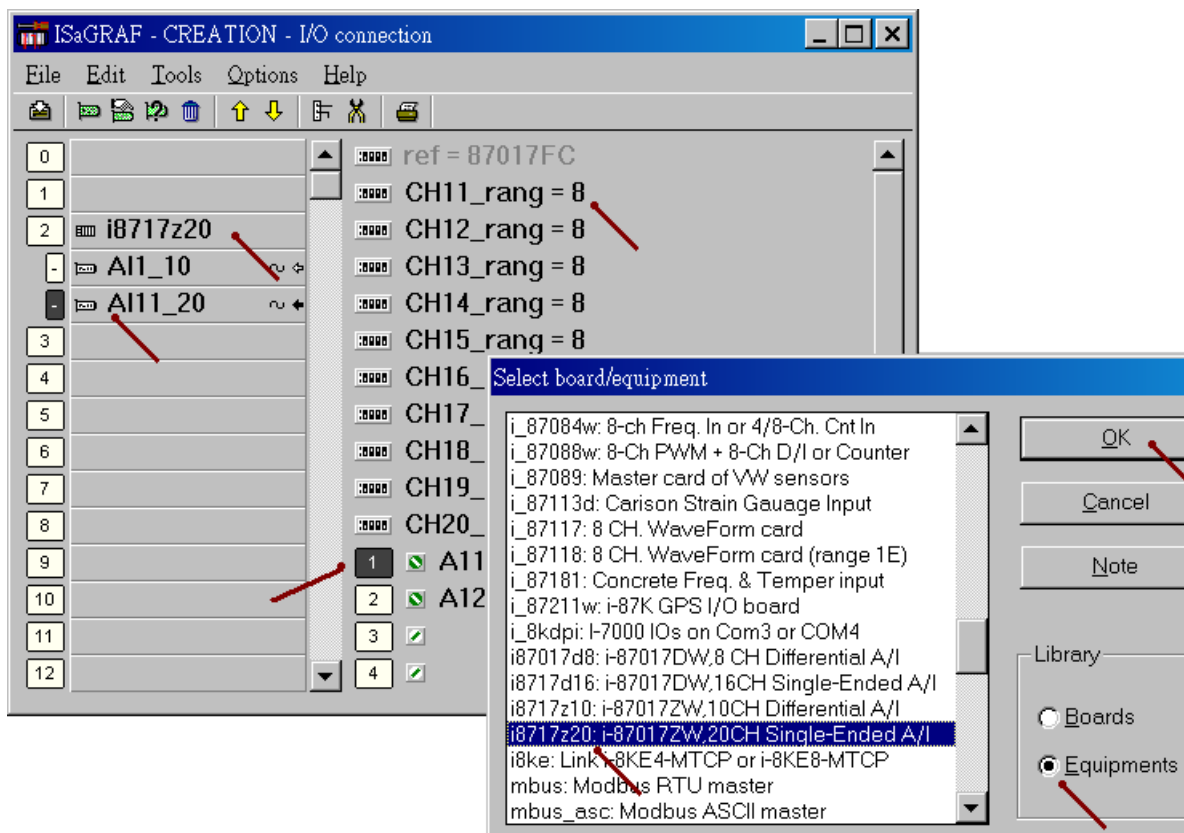 ISaGRAF - CREATION - I/O connection
File Edit Tools Options Help
0
1
2 i8717z20
- AI1_10
- AI11_20
3
4
5
6
7
8
9
10
11
12
ref = 87017FC
CH11_rang = 8
CH12_rang = 8
CH13_rang = 8
CH14_rang = 8
CH15_rang = 8
CH16_
CH17_
CH18_
CH19_
CH20_
1 A11
2 A12
3
4
Select board/equipment
i_87084w: 8-ch Freq. In or 4/8-Ch. Cnt In
i_87088w: 8-Ch PWM + 8-Ch D/I or Counter
i_87089: Master card of VW sensors
i_87113d: Carison Strain Gauage Input
i_87117: 8 CH. WaveForm card
i_87118: 8 CH. WaveForm card (range 1E)
i_87181: Concrete Freq. & Temper input
i_87211w: i-87K GPS I/O board
i_8kdpi: I-7000 IOs on Com3 or COM4
i87017d8: i-87017DW,8 CH Differential A/I
i8717d16: i-87017DW,16CH Single-Ended A/I
i8717z10: i-87017ZW,10CH Differential A/I
i8717z20: i-87017ZW,20CH Single-Ended A/I
i8ke: Link i-8KE4-MTCP or i-8KE8-MTCP
mbus: Modbus RTU master
mbus_asc: Modbus ASCII master
OK
Cancel
Note
Library
Boards
Equipments